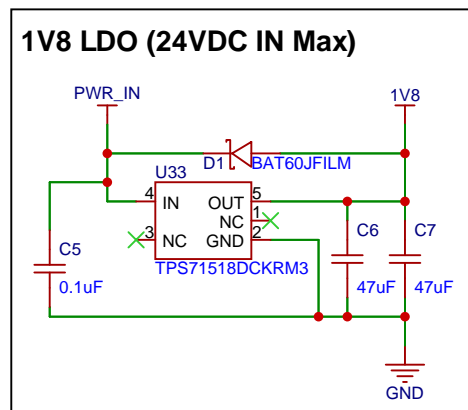 1V8 LDO (24VDC IN Max)
PWR_IN
1V8
D1
BAT60JFILM
U33
4
IN
OUT
5
NC
1
3
NC
GND
2
TPS71518DCKRM3
C5
0.1uF
C6
47uF
C7
47uF
GND